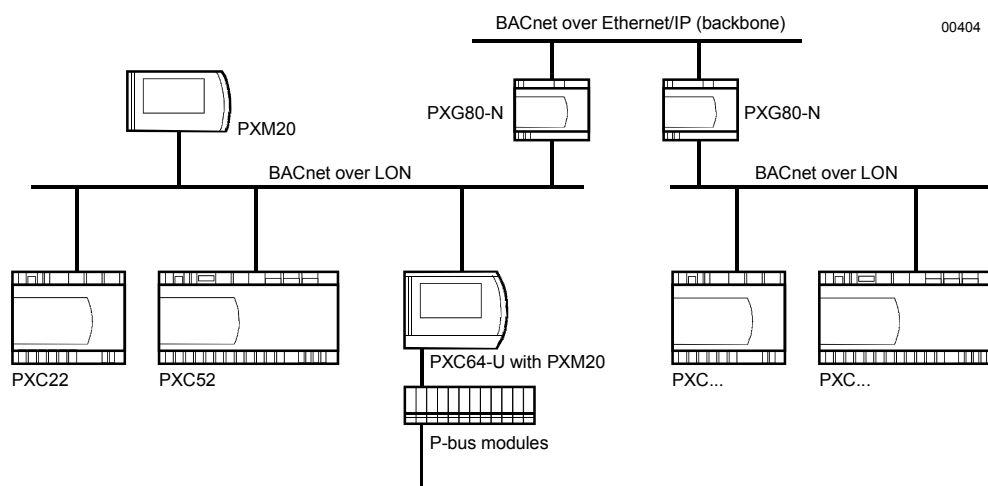 BACnet over Ethernet/IP (backbone)
00404
PXM20
PXG80-N
PXG80-N
BACnet over LON
BACnet over LON
PXC22
PXC52
PXC64-U with PXM20
PXC...
PXC...
P-bus modules